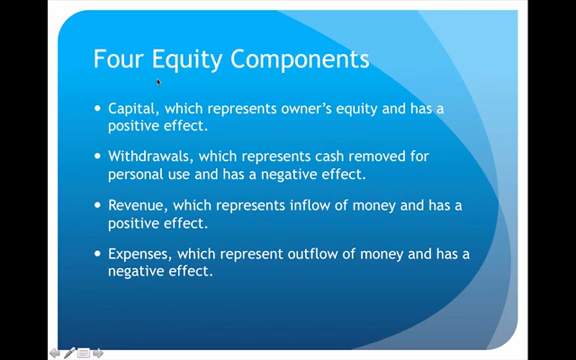 Four Equity Components
• Capital, which represents owner's equity and has a
positive effect.
• Withdrawals, which represents cash removed for
personal use and has a negative effect.
• Revenue, which represents inflow of money and has a
positive effect.
• Expenses, which represent outflow of money and has a
negative effect.